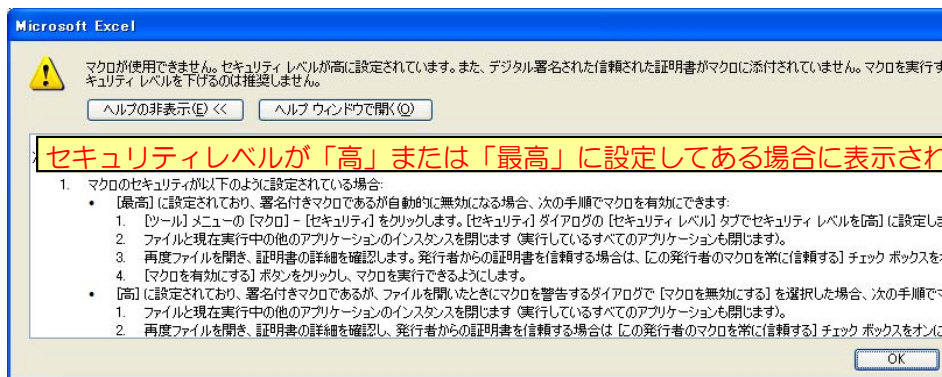 Microsoft Excel
マクロが使用できません。セキュリティ レベルが高に設定されています。また、デジタル署名された信頼された証明書がマクロに添付されていません。マクロを実行す
キュリティ レベルを下げるのは推奨しません。
ヘルプの非表示(E) <<
ヘルプ ウィンドウで開く(O)
セキュリティレベルが「高」または「最高」に設定してある場合に表示され
1. マクロのセキュリティが以下のように設定されている場合:
• [最高] に設定されており、署名付きマクロであるが自動的に無効になる場合、次の手順でマクロを有効にできます:
1. [ツール] メニューの [マクロ] - [セキュリティ] をクリックします。[セキュリティ] ダイアログの [セキュリティ レベル] タブでセキュリティ レベルを[高] に設定しま
2. ファイルと現在実行中の他のアプリケーションのインスタンスを閉じます (実行しているすべてのアプリケーションも閉じます)。
3. 再度ファイルを開き、証明書の詳細を確認します。発行者からの証明書を信頼する場合は、[この発行者のマクロを常に信頼する] チェック ボックスをオ
4. [マクロを有効にする] ボタンをクリックし、マクロを実行できるようにします。
• [高] に設定されており、署名付きマクロであるが、ファイルを開いたときにマクロを警告するダイアログで [マクロを無効にする] を選択した場合、次の手順でマ
1. ファイルと現在実行中の他のアプリケーションのインスタンスを閉じます (実行しているすべてのアプリケーションも閉じます)。
2. 再度ファイルを開き、証明書の詳細を確認し、発行者からの証明書を信頼する場合は [この発行者のマクロを常に信頼する] チェック ボックスをオンに
OK